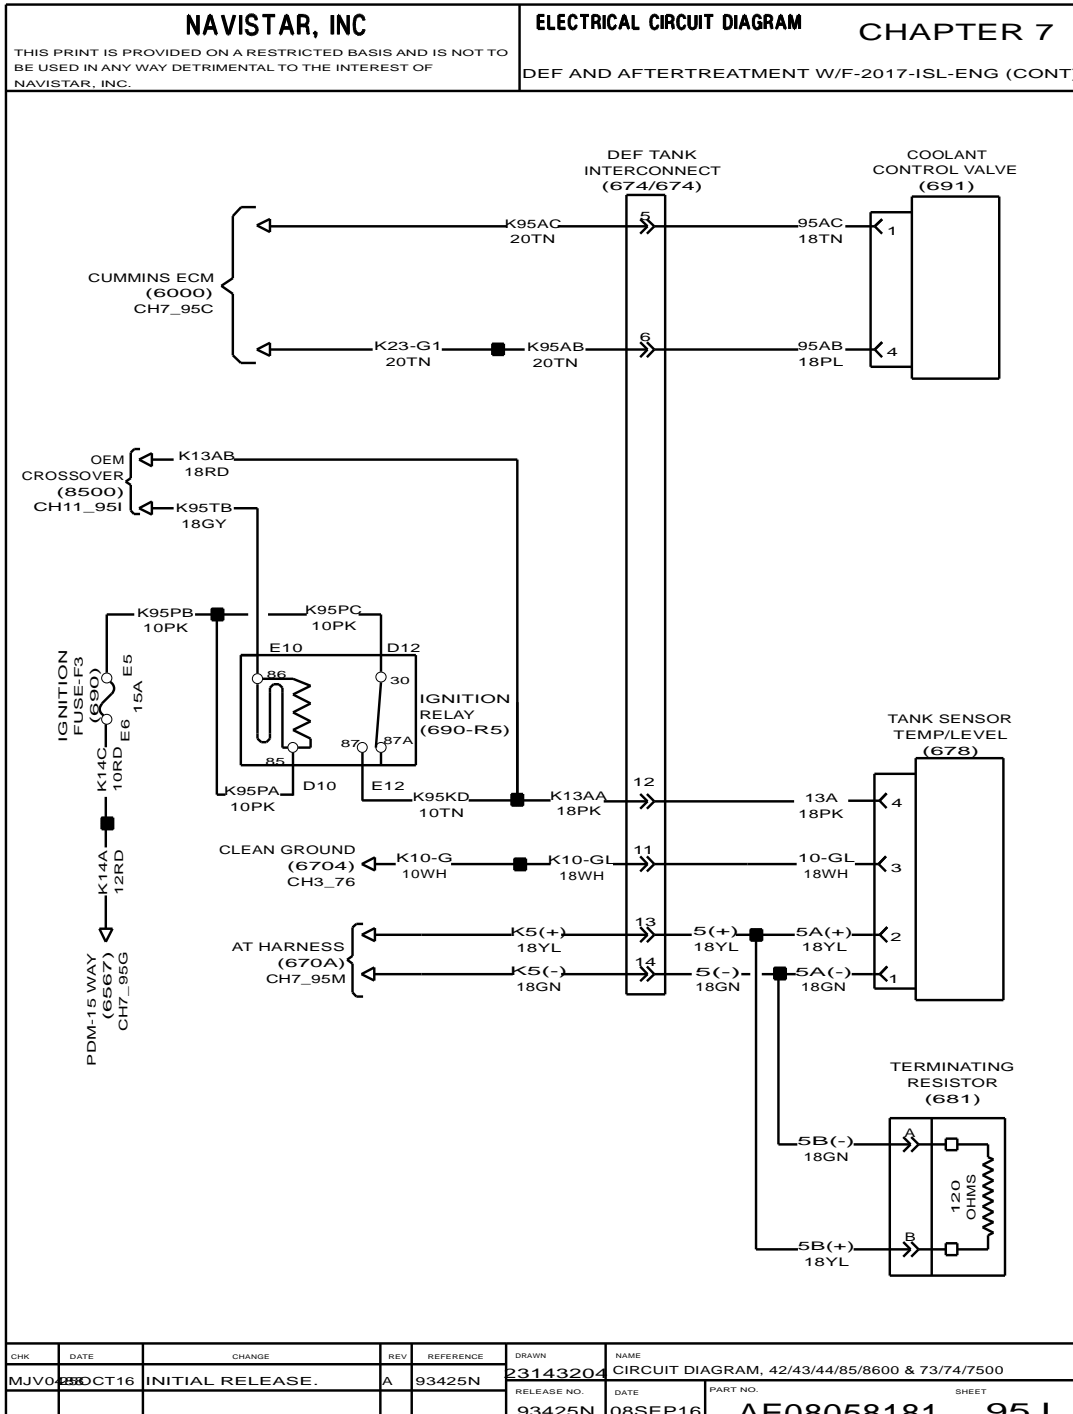 NAVISTAR, INC
THIS PRINT IS PROVIDED ON A RESTRICTED BASIS AND IS NOT TO
BE USED IN ANY WAY DETRIMENTAL TO THE INTEREST OF
NAVISTAR, INC.
ELECTRICAL CIRCUIT DIAGRAM
CHAPTER 7
DEF AND AFTERTREATMENT W/F-2017-ISL-ENG (CONT)
DEF TANK
INTERCONNECT
(674/674)
COOLANT
CONTROL VALVE
(691)
CUMMINS ECM
(6000)
CH7_95C
K95AC
20TN
5
95AC
18TN
1
K23-G1
20TN
K95AB
20TN
6
95AB
18PL
4
OEM
CROSSOVER
(8500)
CH11_95I
K13AB
18RD
K95TB
18GY
K95PB
10PK
K95PC
10PK
E10
D12
86
30
IGNITION
RELAY
(690-R5)
87
87A
85
D10
E12
K95PA
10PK
IGNITION
FUSE-F3
(690)
E5
15A
E6
K14C
10RD
K14A
12RD
PDM-15 WAY
(6567)
CH7_95G
K95KD
10TN
K13AA
18PK
12
13A
18PK
4
TANK SENSOR
TEMP/LEVEL
(678)
CLEAN GROUND
(6704)
CH3_76
K10-G
10WH
K10-GL
18WH
11
10-GL
18WH
3
AT HARNESS
(670A)
CH7_95M
K5(+)
18YL
13
5(+)
18YL
5A(+)
18YL
2
K5(-)
18GN
14
5(-)
18GN
5A(-)
18GN
1
TERMINATING
RESISTOR
(681)
5B(-)
18GN
A
120
OHMS
5B(+)
18YL
B
CHK DATE CHANGE REV REFERENCE
INITIAL RELEASE. A 93425N
DRAWN
23143204
NAME
CIRCUIT DIAGRAM, 42/43/44/85/8600 & 73/74/7500
RELEASE NO.
93425N
DATE
08SEP16
PART NO.
AF08058181
SHEET
95J